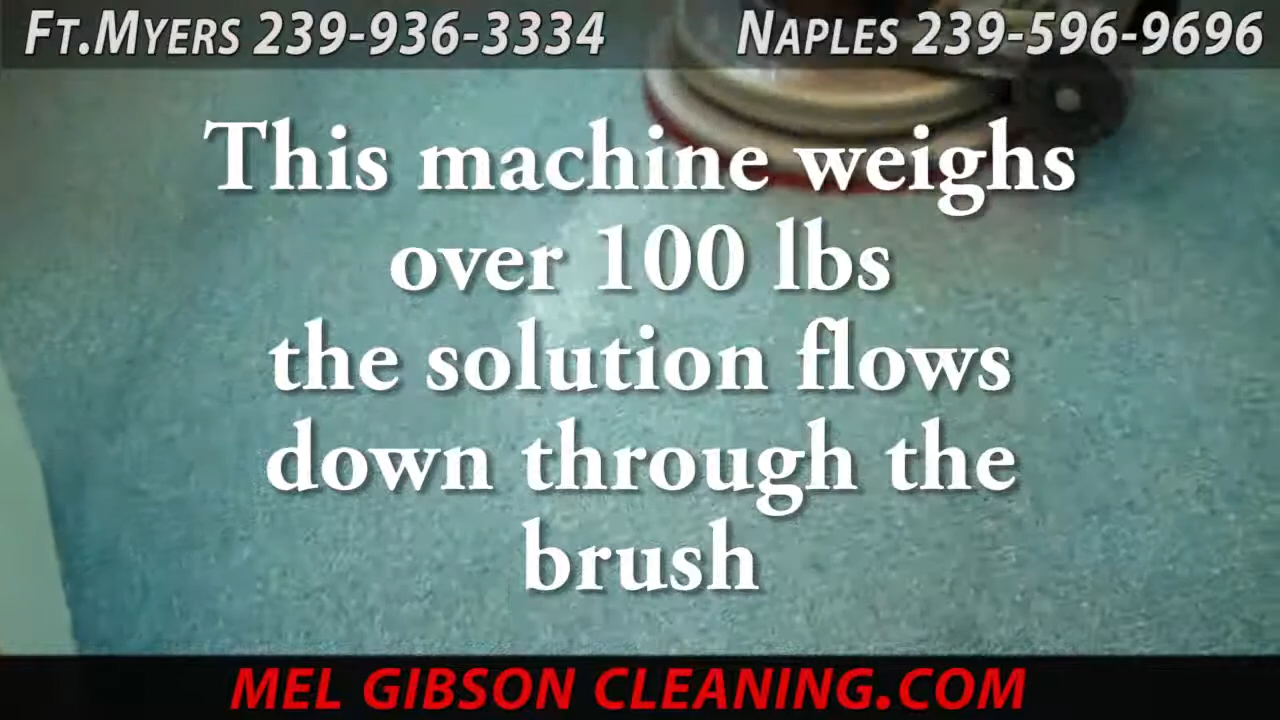 FT.MYERS 239-936-3334 NAPLES 239-596-9696
This machine weighs
over 100 lbs
the solution flows
down through the
brush
MEL GIBSON CLEANING.COM